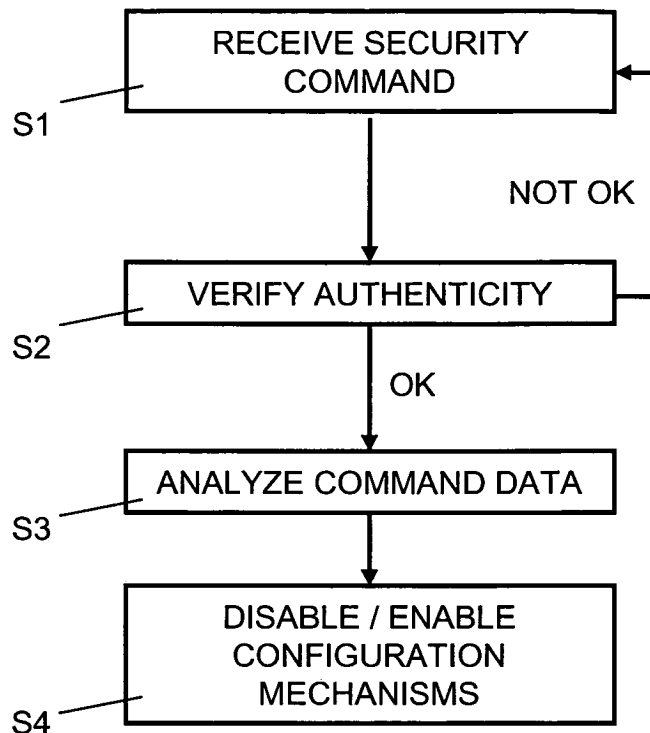 RECEIVE SECURITY
COMMAND
S1
NOT OK
VERIFY AUTHENTICITY
S2
OK
ANALYZE COMMAND DATA
S3
DISABLE / ENABLE
CONFIGURATION
MECHANISMS
S4